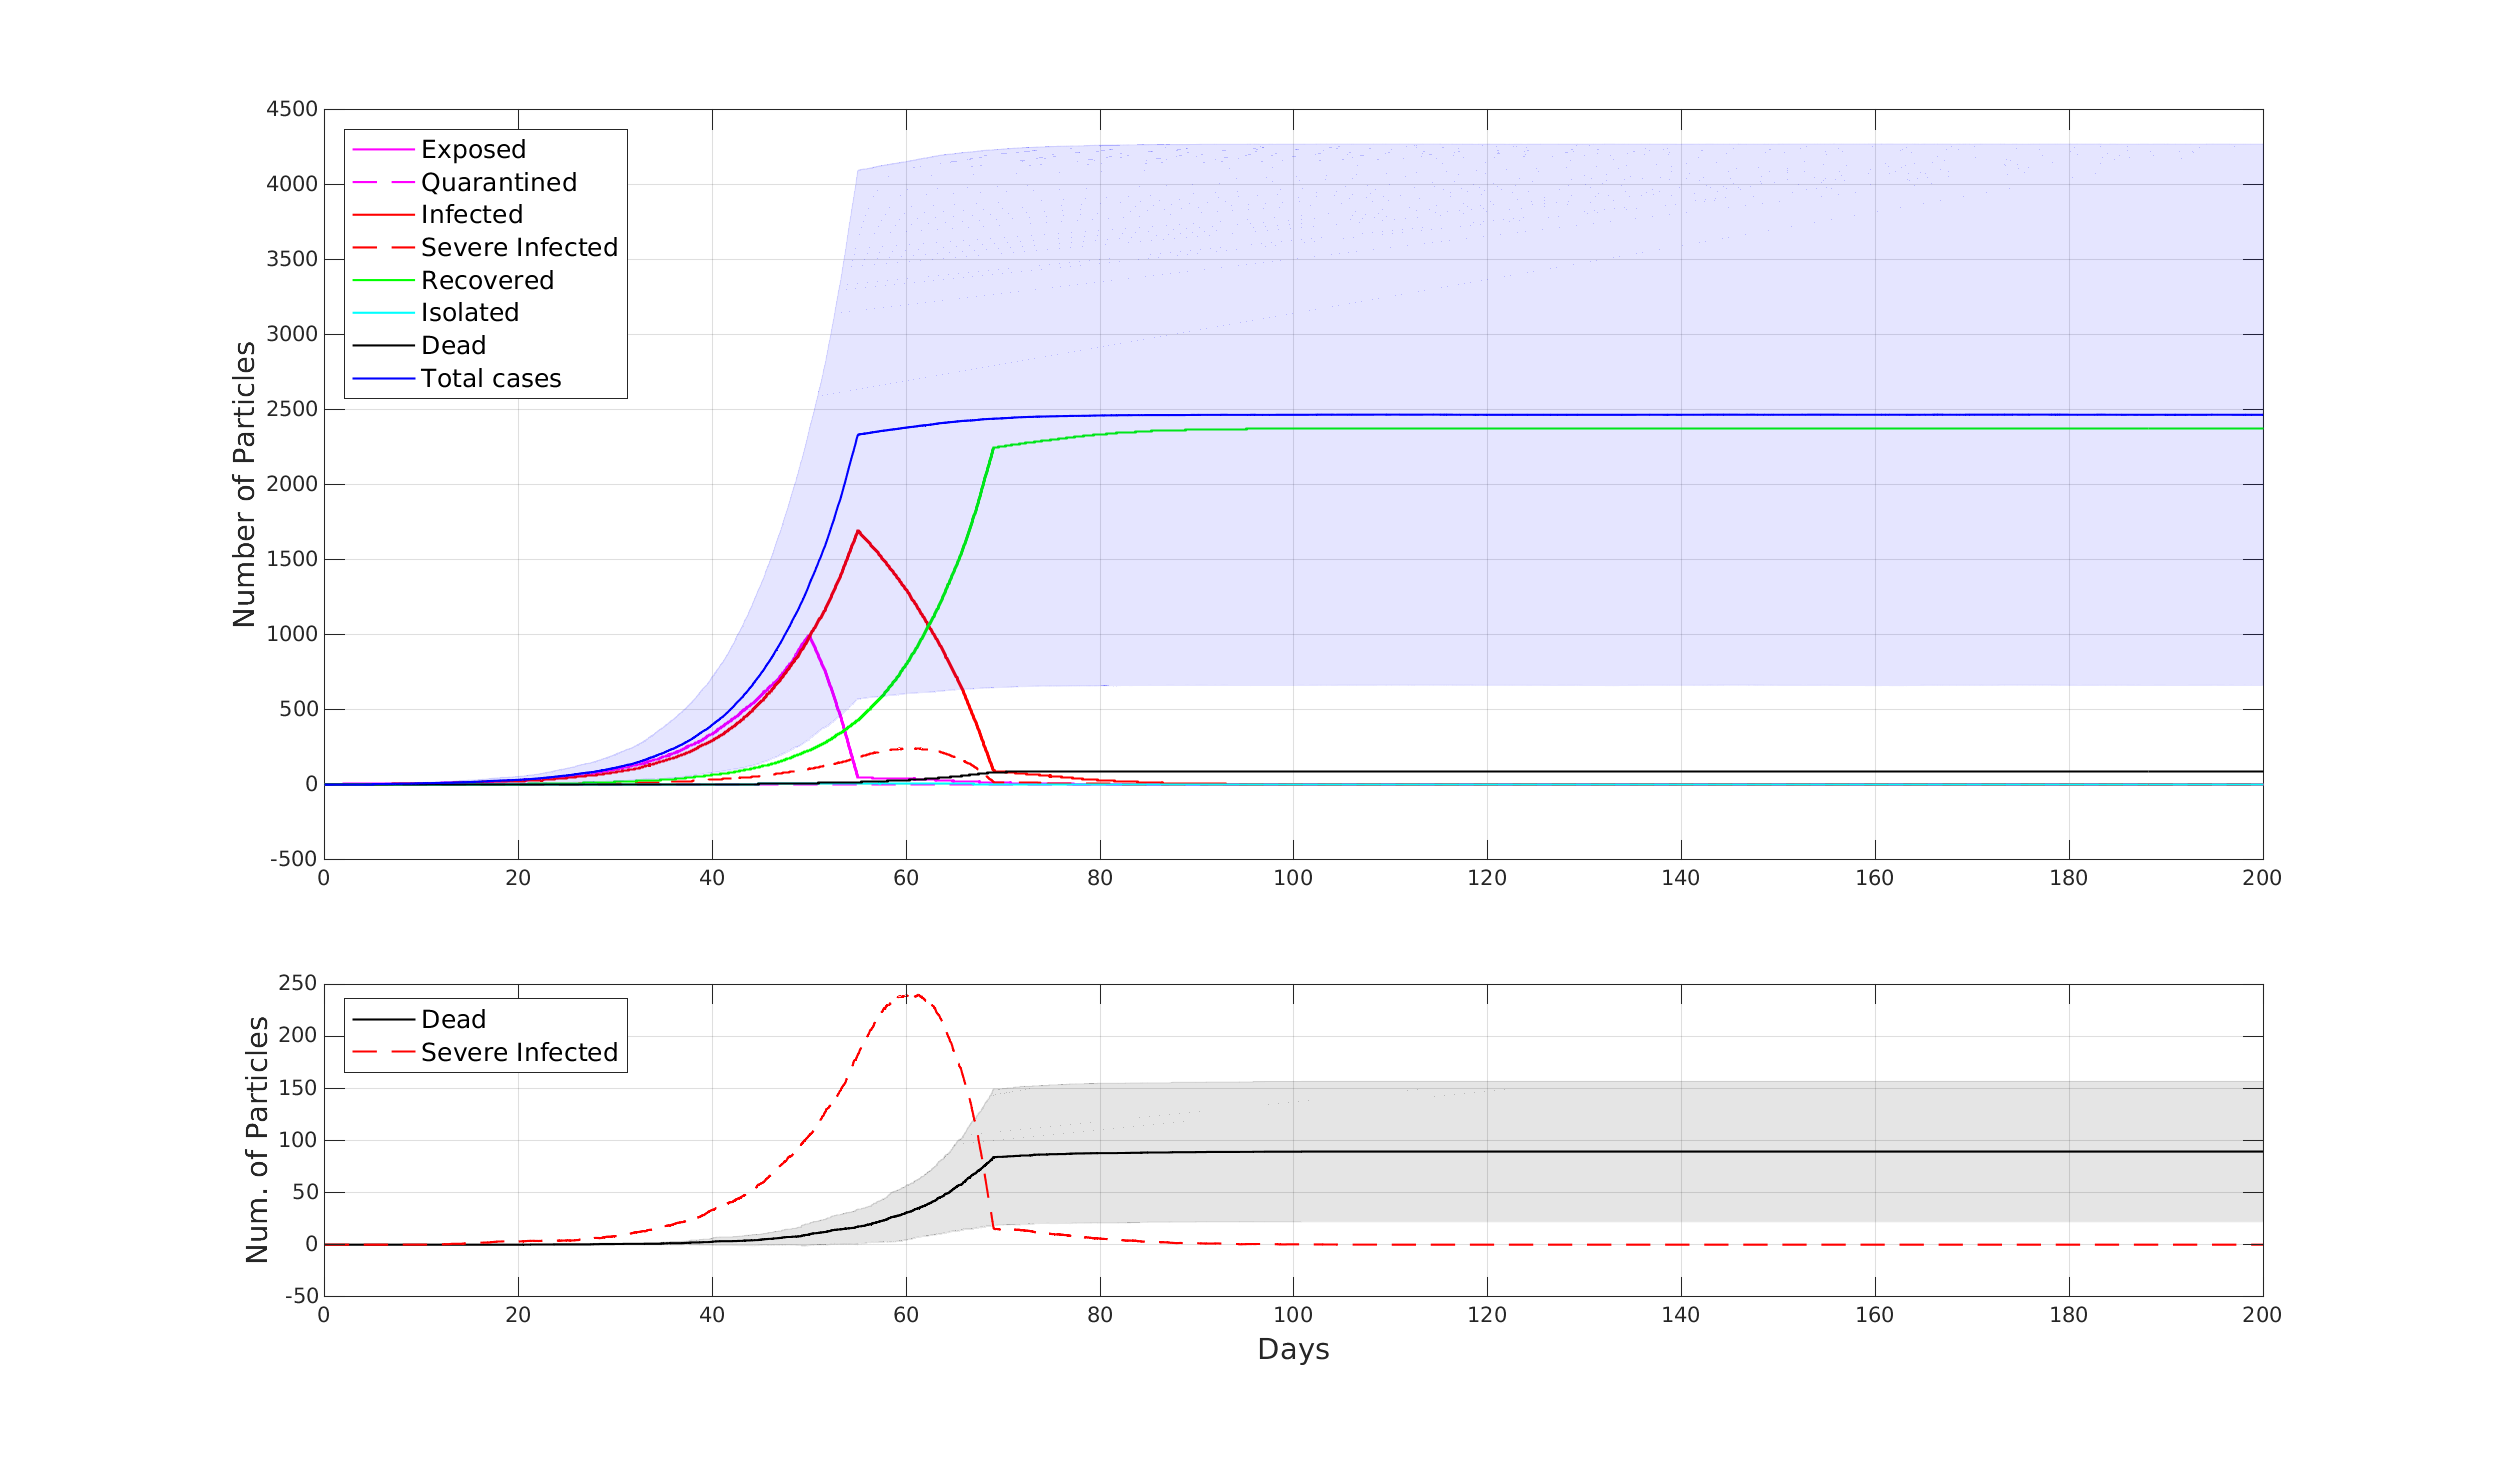 4500
4000
3500
3000
2500
2000
1500
1000
500
0
-500
Number of Particles
Exposed
Quarantined
Infected
Severe Infected
Recovered
Isolated
Dead
Total cases
0 20 40 60 80 100 120 140 160 180 200
250
200
150
100
50
0
-50
Num. of Particles
Dead
Severe Infected
0 20 40 60 80 100 120 140 160 180 200
Days